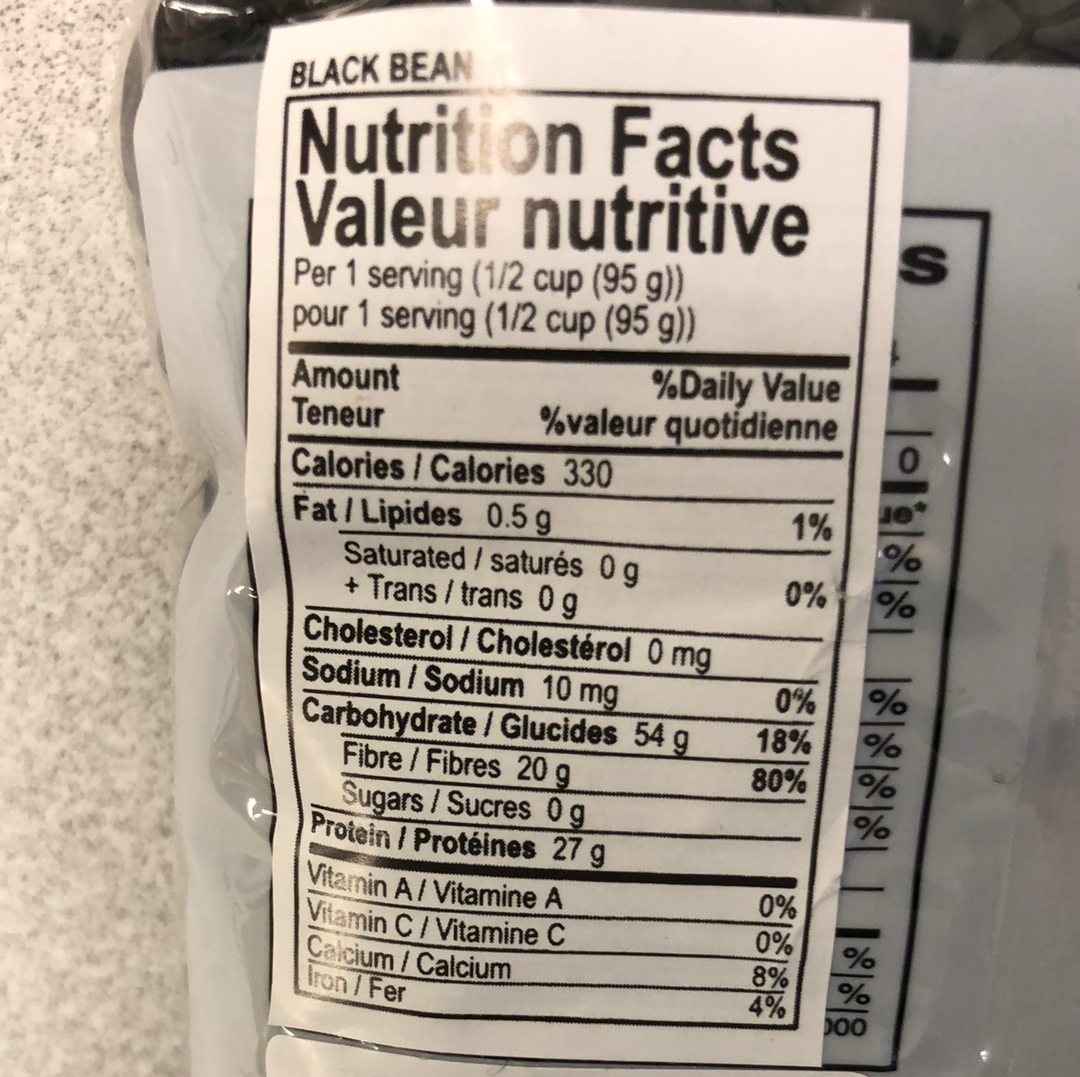 BLACK BEAN
Nutrition Facts
Valeur nutritive
Per 1 serving (1/2 cup (95 g))
pour 1 serving (1/2 cup (95 g))
Amount %Daily Value
Teneur %valeur quotidienne
Calories / Calories 330
Fat / Lipides 0.5 g 1%
Saturated / saturés 0 g
+ Trans / trans 0 g 0%
Cholesterol / Cholestérol 0 mg
Sodium / Sodium 10 mg 0%
Carbohydrate / Glucides 54 g 18%
Fibre / Fibres 20 g 80%
Sugars / Sucres 0 g
Protein / Protéines 27 g
Vitamin A / Vitamine A 0%
Vitamin C / Vitamine C 0%
Calcium / Calcium 8%
Iron / Fer 4%
s
0
ue*
%
%
%
%
%
%
%
%
000